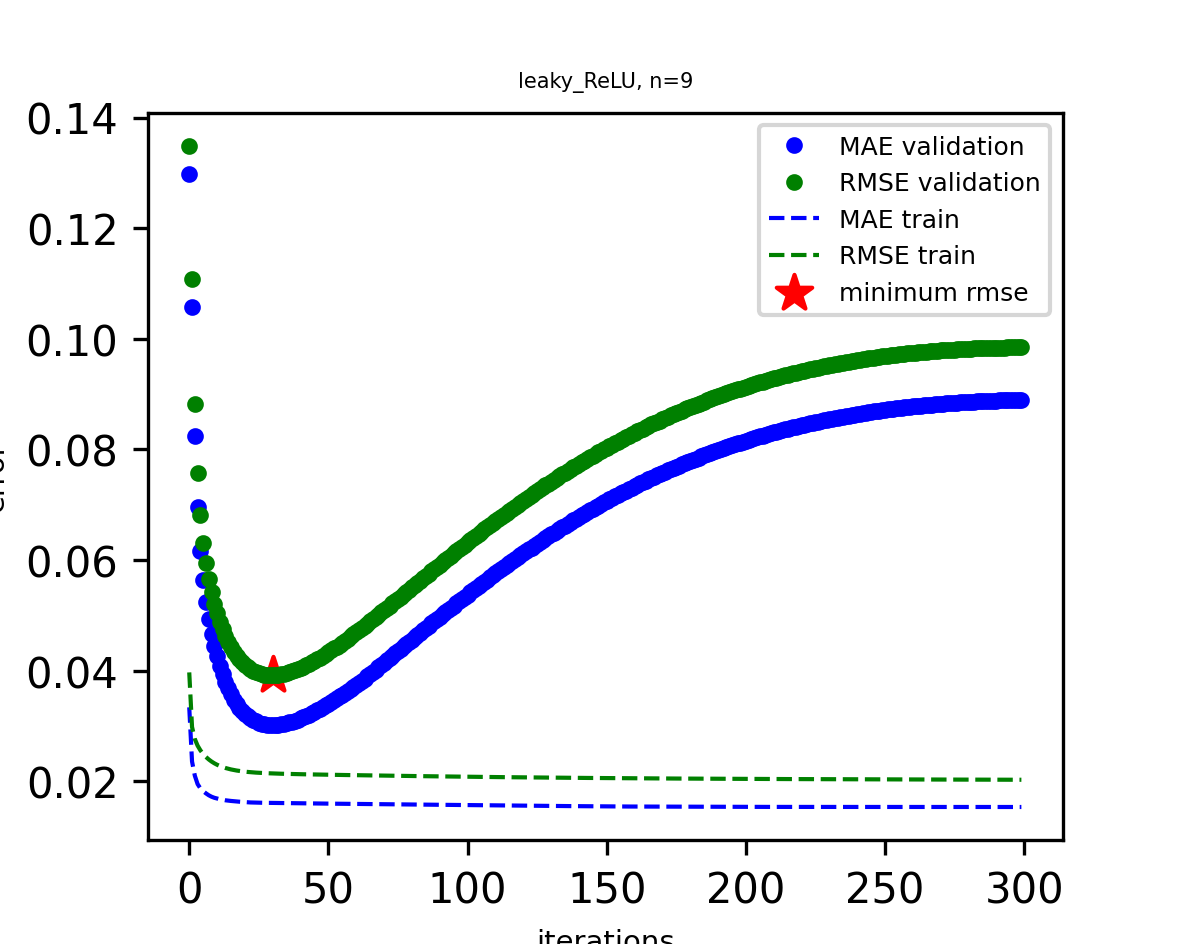 leaky_ReLU, n=9
0.14
0.12
0.10
0.08
0.06
0.04
0.02
MAE validation
RMSE validation
MAE train
RMSE train
minimum rmse
0 50 100 150 200 250 300
iterations